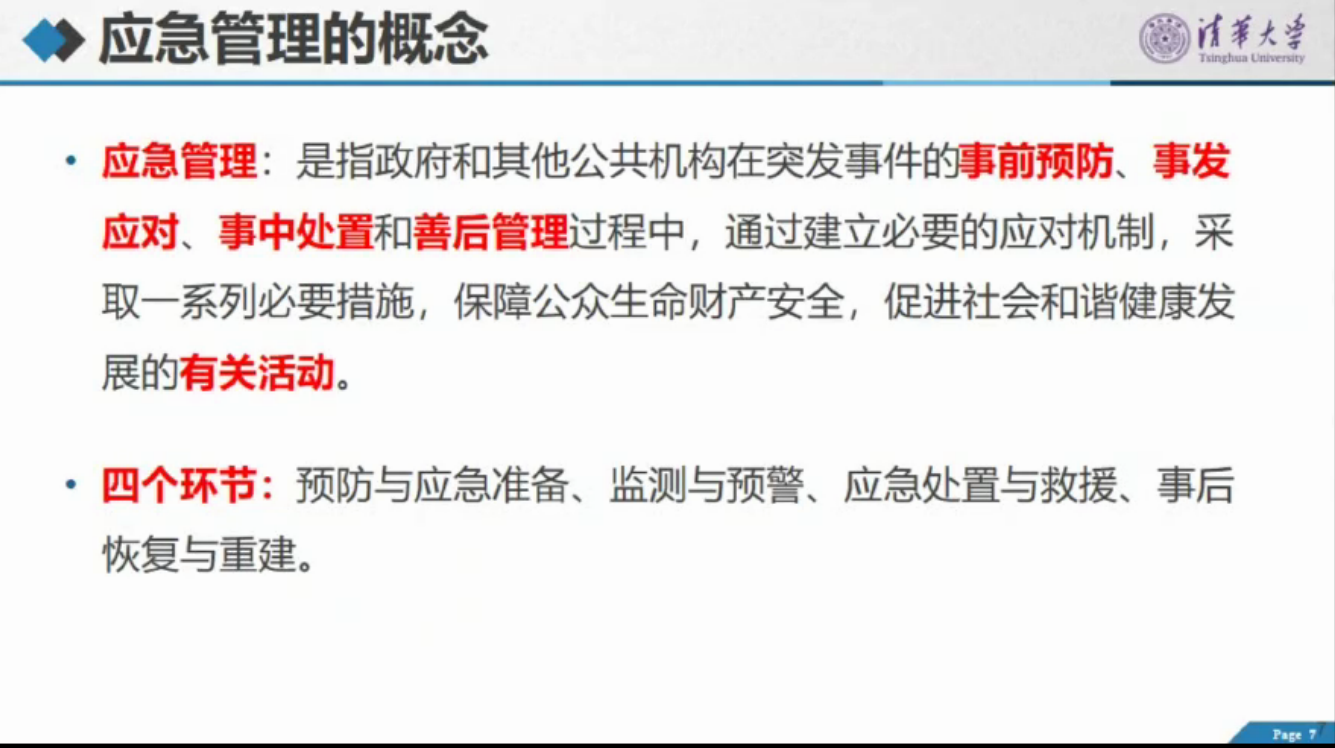 应急管理的概念
清华大学
Tsinghua University
• 应急管理：是指政府和其他公共机构在突发事件的事前预防、事发
应对、事中处置和善后管理过程中，通过建立必要的应对机制，采
取一系列必要措施，保障公众生命财产安全，促进社会和谐健康发
展的有关活动。
• 四个环节：预防与应急准备、监测与预警、应急处置与救援、事后
恢复与重建。
Page 7
7